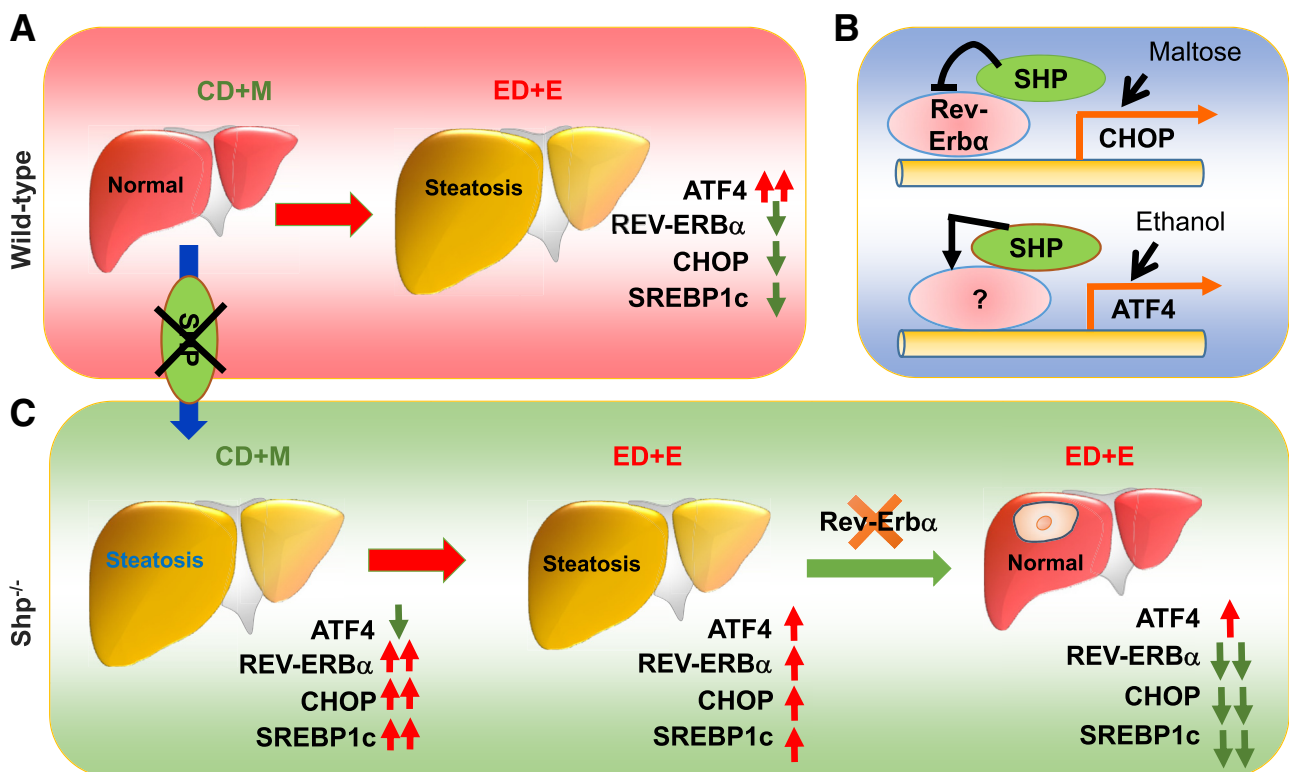 A
Wild-type
CD+M
ED+E
Normal
Steatosis
ATF4
REV-ERBα
CHOP
SREBP1c
SHP
B
Maltose
SHP
Rev-
Erbα
CHOP
Ethanol
SHP
?
ATF4
C
Shp-/-
CD+M
ED+E
ED+E
Steatosis
Steatosis
Rev-Erbα
Normal
ATF4
REV-ERBα
CHOP
SREBP1c
ATF4
REV-ERBα
CHOP
SREBP1c
ATF4
REV-ERBα
CHOP
SREBP1c